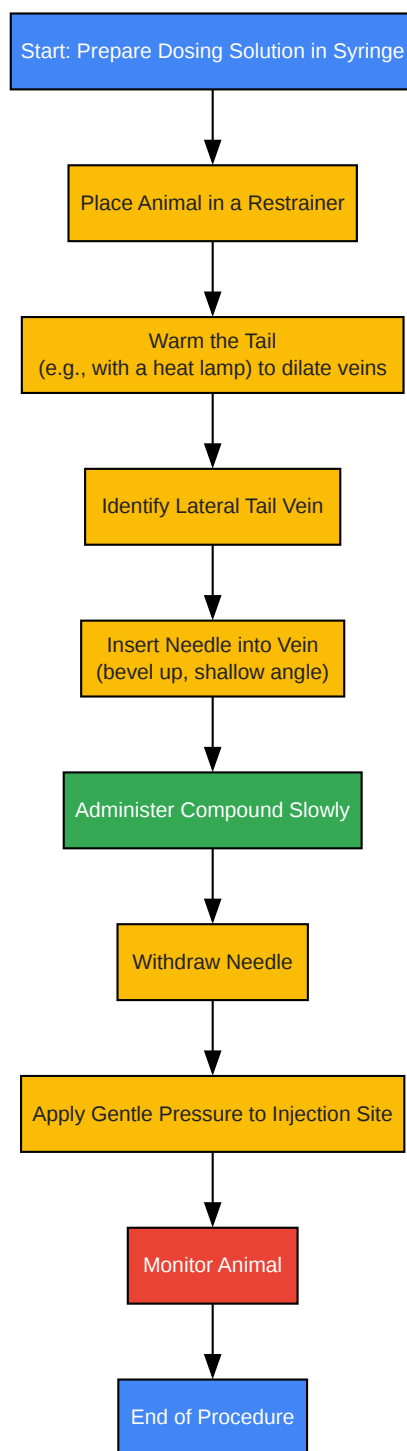 Start: Prepare Dosing Solution in Syringe
Place Animal in a Restrainer
Warm the Tail
(e.g., with a heat lamp) to dilate veins
Identify Lateral Tail Vein
Insert Needle into Vein
(bevel up, shallow angle)
Administer Compound Slowly
Withdraw Needle
Apply Gentle Pressure to Injection Site
Monitor Animal
End of Procedure